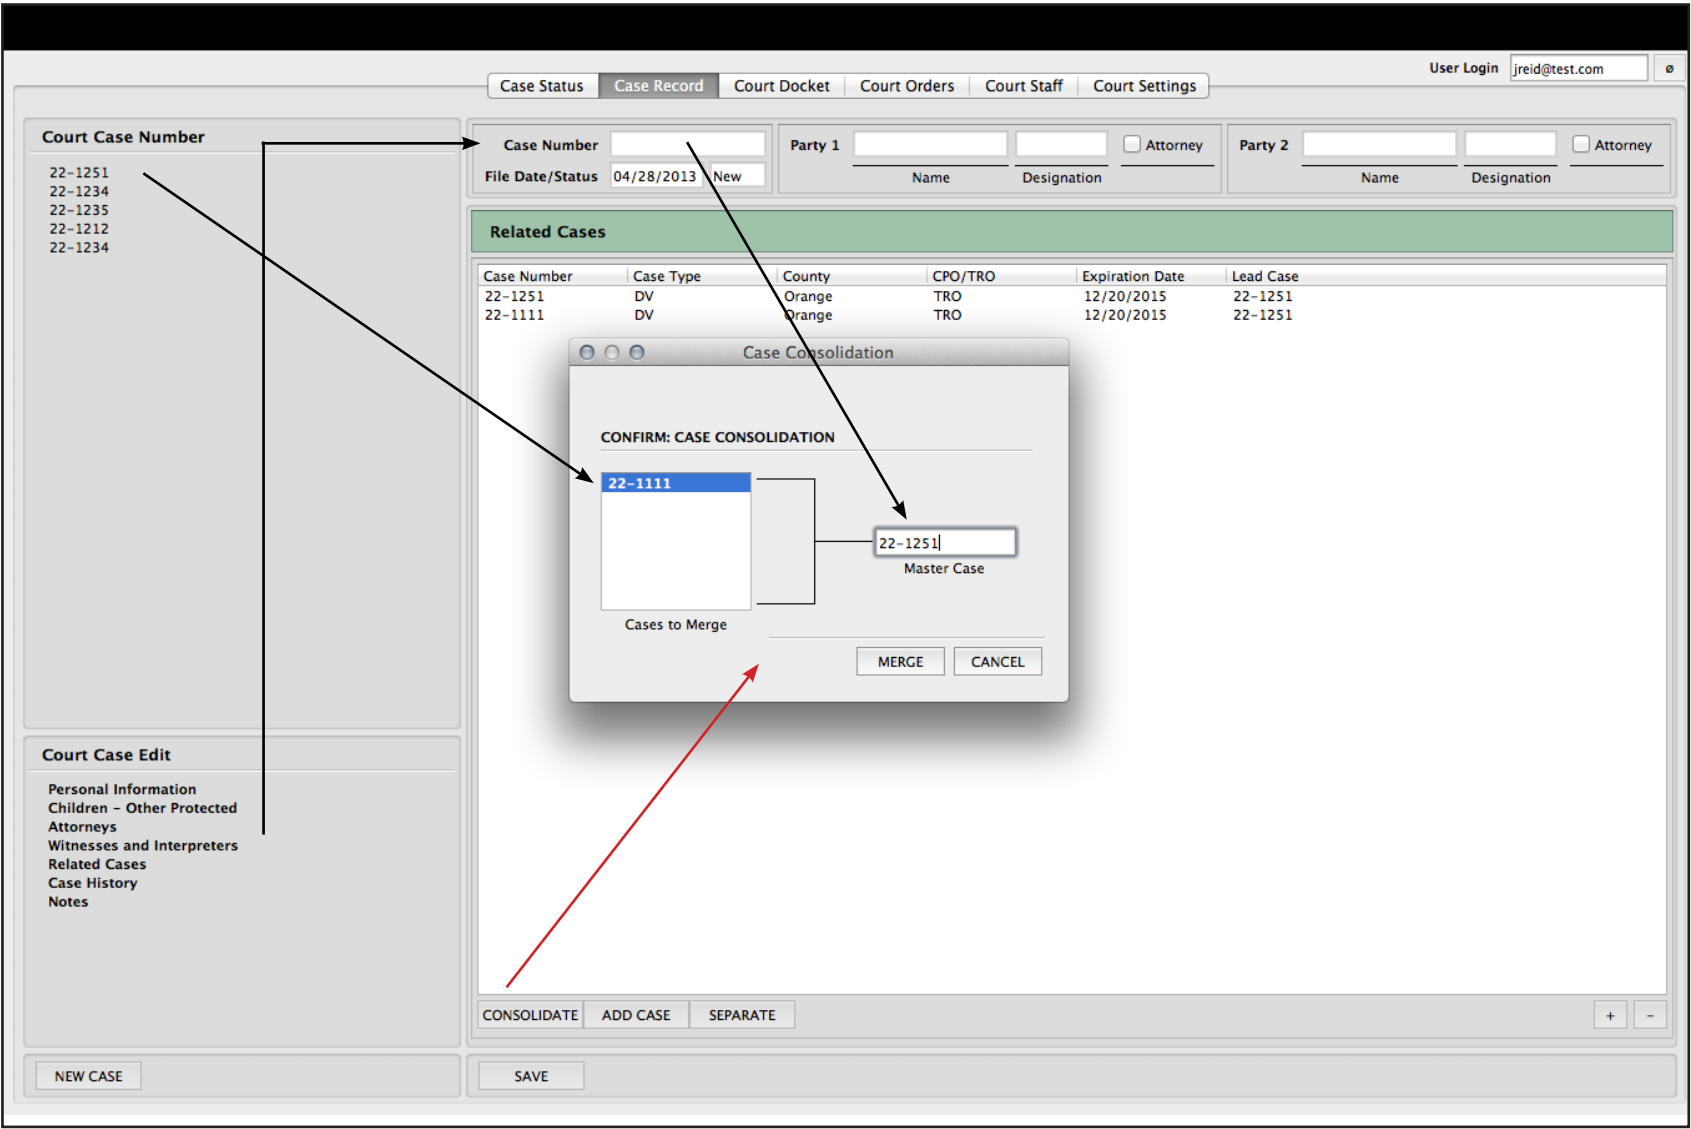 User Login jreid@test.com ø
Case Status Case Record Court Docket Court Orders Court Staff Court Settings
Court Case Number
22-1251
22-1234
22-1235
22-1212
22-1234
Case Number
File Date/Status 04/28/2013 New
Party 1 Attorney
Name Designation
Party 2 Attorney
Name Designation
Related Cases
Case Number Case Type County CPO/TRO Expiration Date Lead Case
22-1251 DV Orange TRO 12/20/2015 22-1251
22-1111 DV Orange TRO 12/20/2015 22-1251
Case Consolidation
CONFIRM: CASE CONSOLIDATION
22-1111
22-1251
Master Case
Cases to Merge
MERGE CANCEL
Court Case Edit
Personal Information
Children - Other Protected
Attorneys
Witnesses and Interpreters
Related Cases
Case History
Notes
CONSOLIDATE ADD CASE SEPARATE + -
NEW CASE SAVE